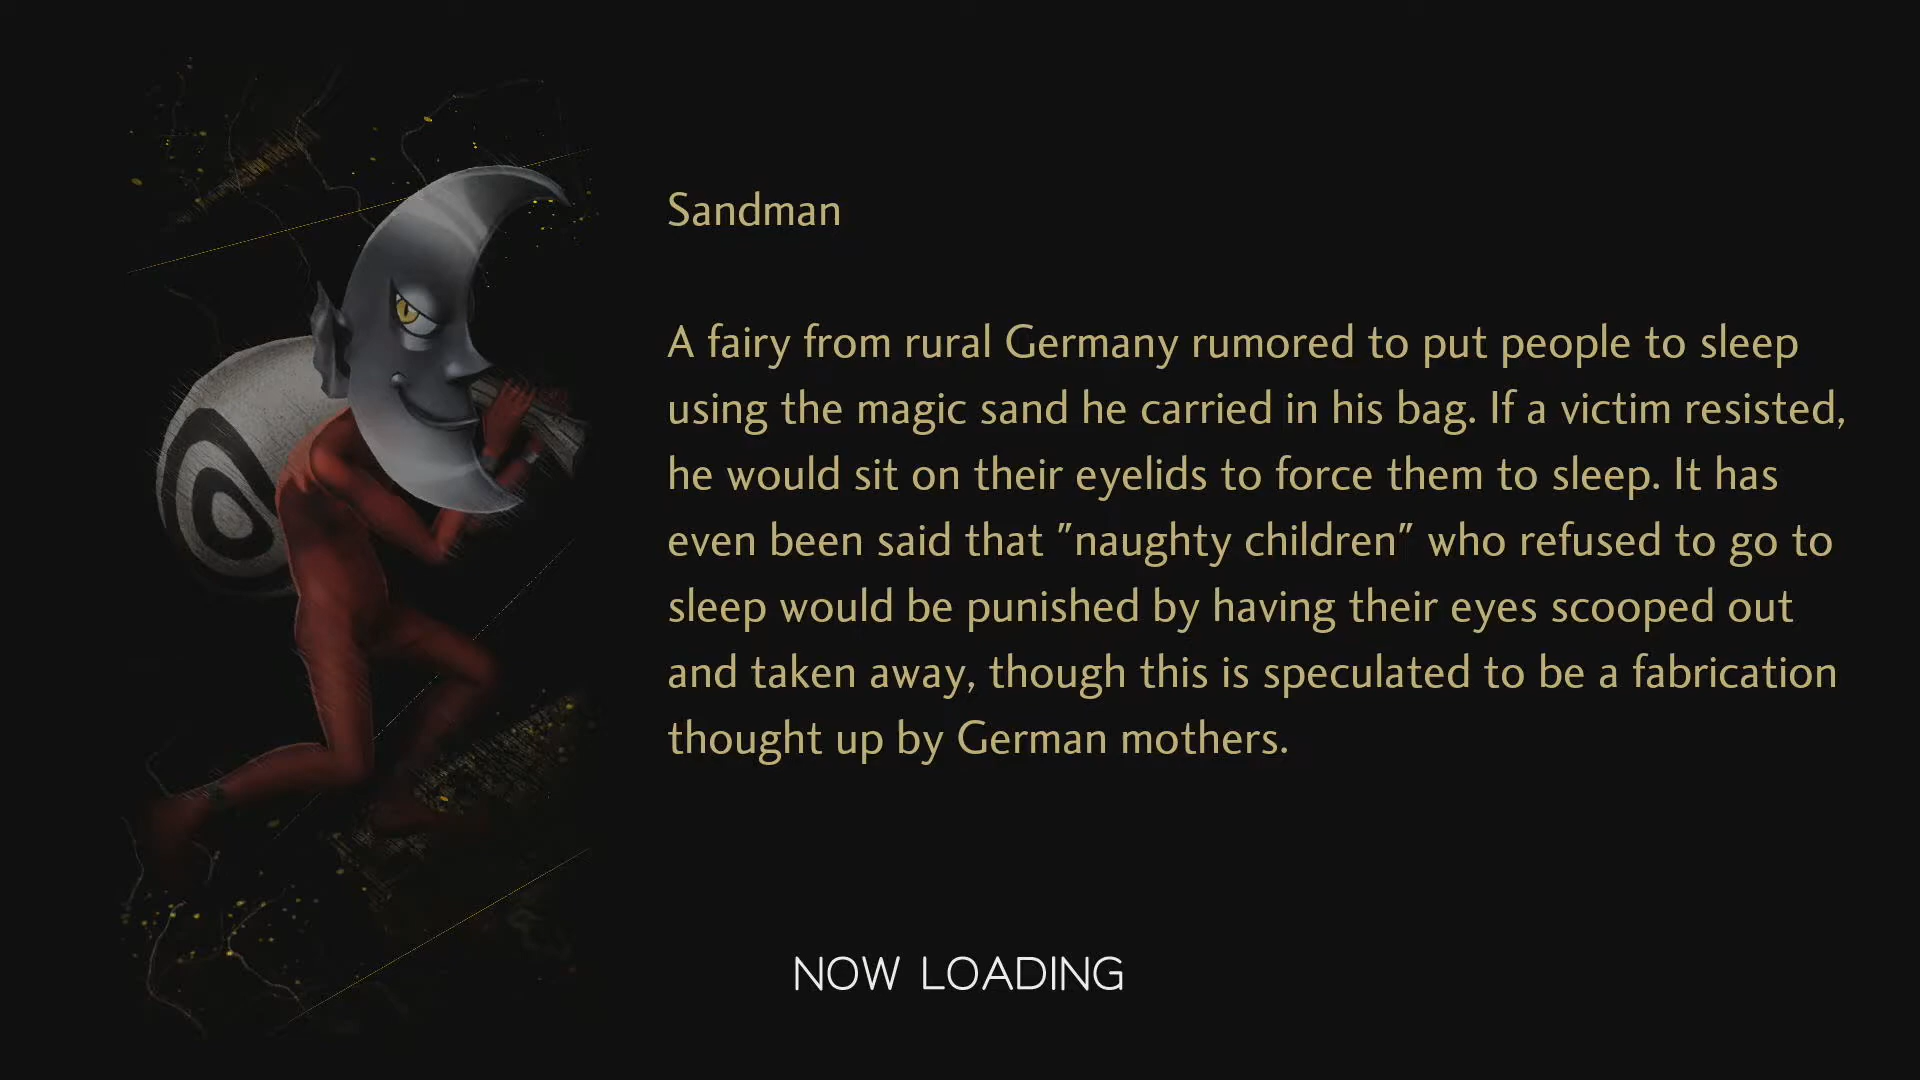 Sandman
A fairy from rural Germany rumored to put people to sleep
using the magic sand he carried in his bag. If a victim resisted,
he would sit on their eyelids to force them to sleep. It has
even been said that "naughty children" who refused to go to
sleep would be punished by having their eyes scooped out
and taken away, though this is speculated to be a fabrication
thought up by German mothers.
NOW LOADING